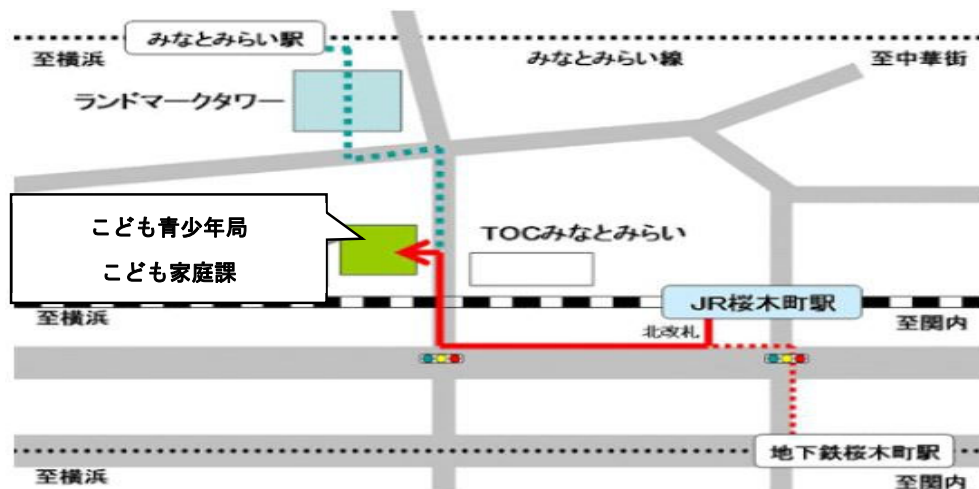 みなとみらい駅
至横浜
みなとみらい線
至中華街
ランドマークタワー
こども青少年局
こども家庭課
TOCみなとみらい
JR桜木町駅
至横浜
北改札
至関内
地下鉄桜木町駅
至横浜
至関内